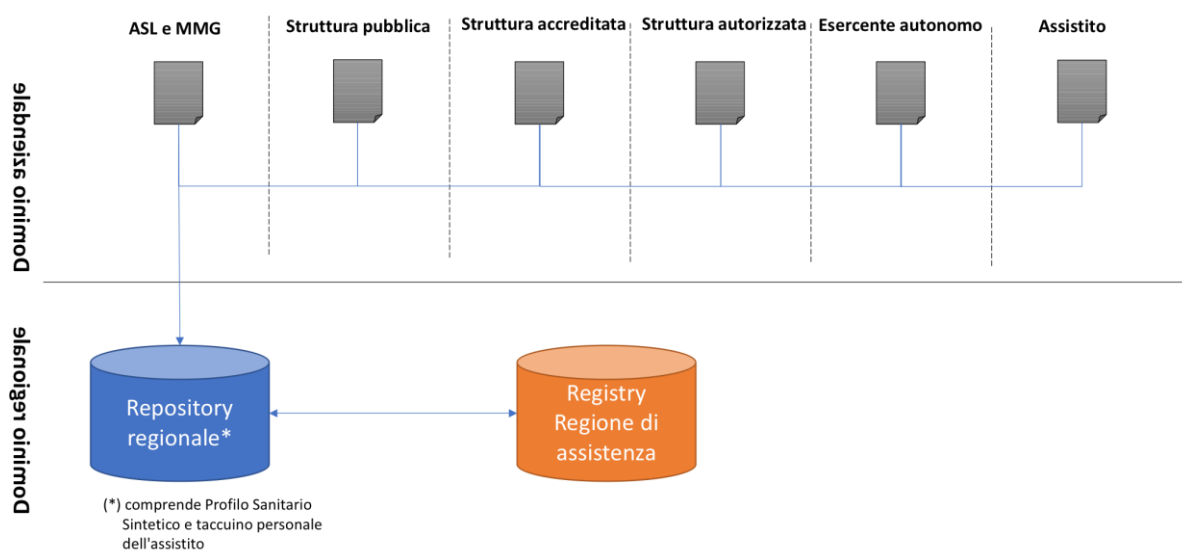 ASL e MMG
Struttura pubblica
Struttura accreditata
Struttura autorizzata
Esercente autonomo
Assistito
Dominio aziendale
Dominio regionale
Repository
regionale*
Registry
Regione di
assistenza
(*) comprende Profilo Sanitario
Sintetico e taccuino personale
dell'assistito